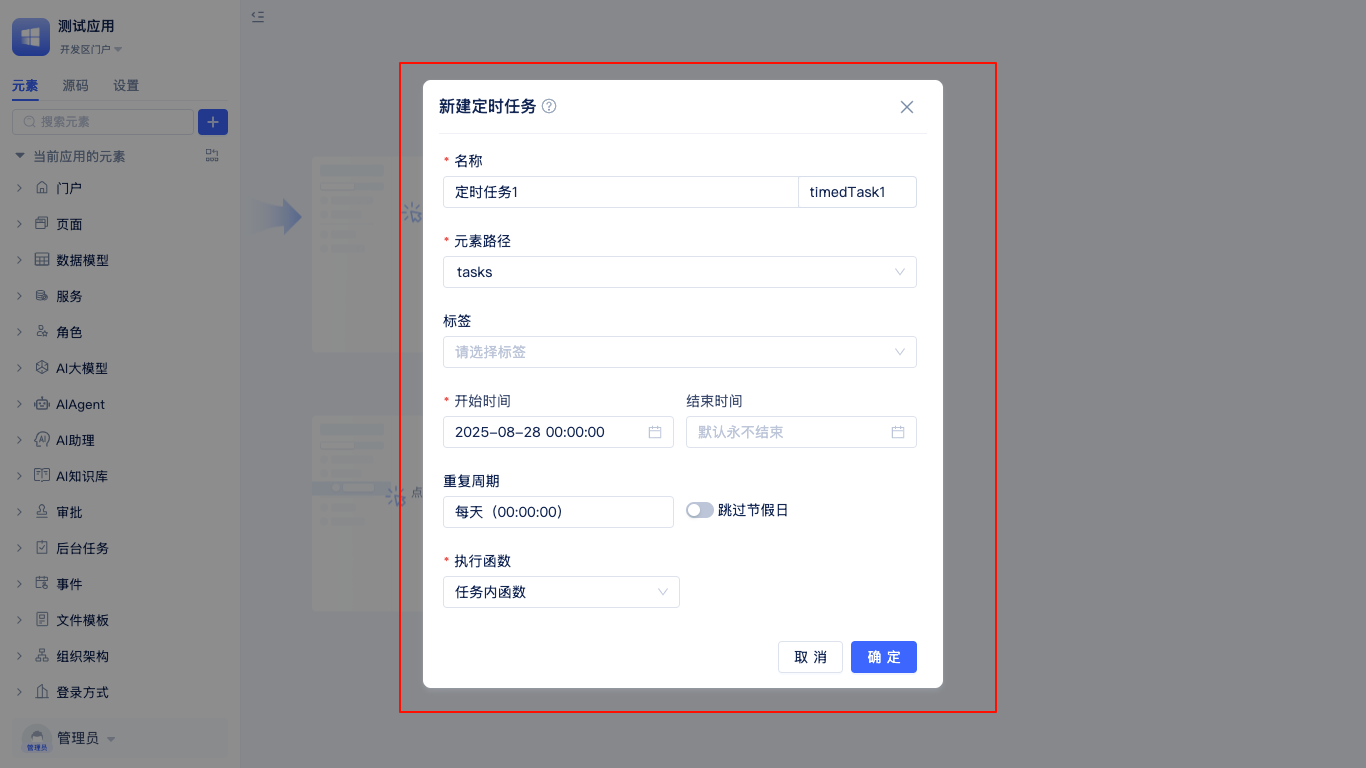 测试应用
开发区门户
元素 源码 设置
搜索元素
当前应用的元素
门户
页面
数据模型
服务
角色
AI大模型
AIAgent
AI助理
AI知识库
审批
后台任务
事件
文件模板
组织架构
登录方式
管理员
管理员
点
新建定时任务
* 名称
定时任务1 timedTask1
* 元素路径
tasks
标签
请选择标签
* 开始时间 结束时间
2025-08-28 00:00:00 默认永不结束
重复周期
每天（00:00:00） 跳过节假日
* 执行函数
任务内函数
取 消 确 定